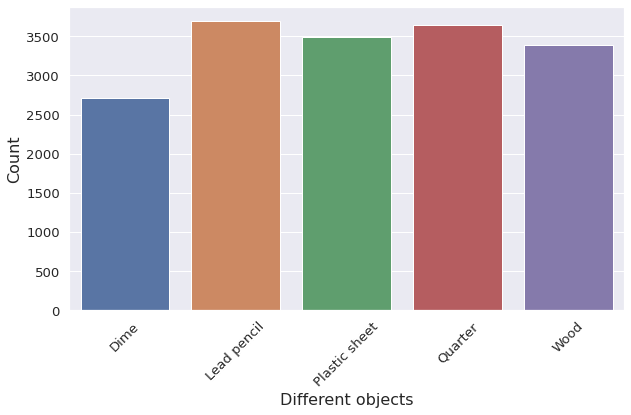 Count
3500
3000
2500
2000
1500
1000
500
0
Dime
Lead pencil
Plastic sheet
Quarter
Wood
Different objects